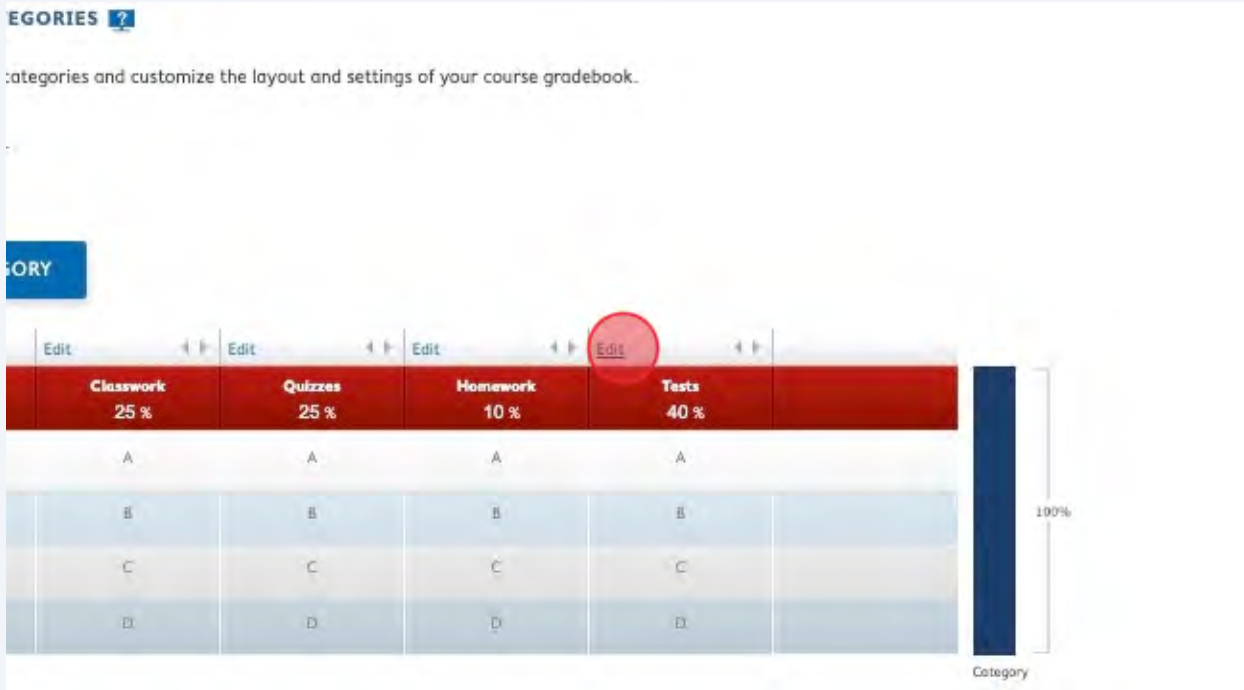 EGORIES ?
categories and customize the layout and settings of your course gradebook.
GORY
Edit Edit Edit Edit
Classwork Quizzes Homework Tests
25 % 25 % 10 % 40 %
A A A A
B B B B
100%
C C C C
D D D D
Category